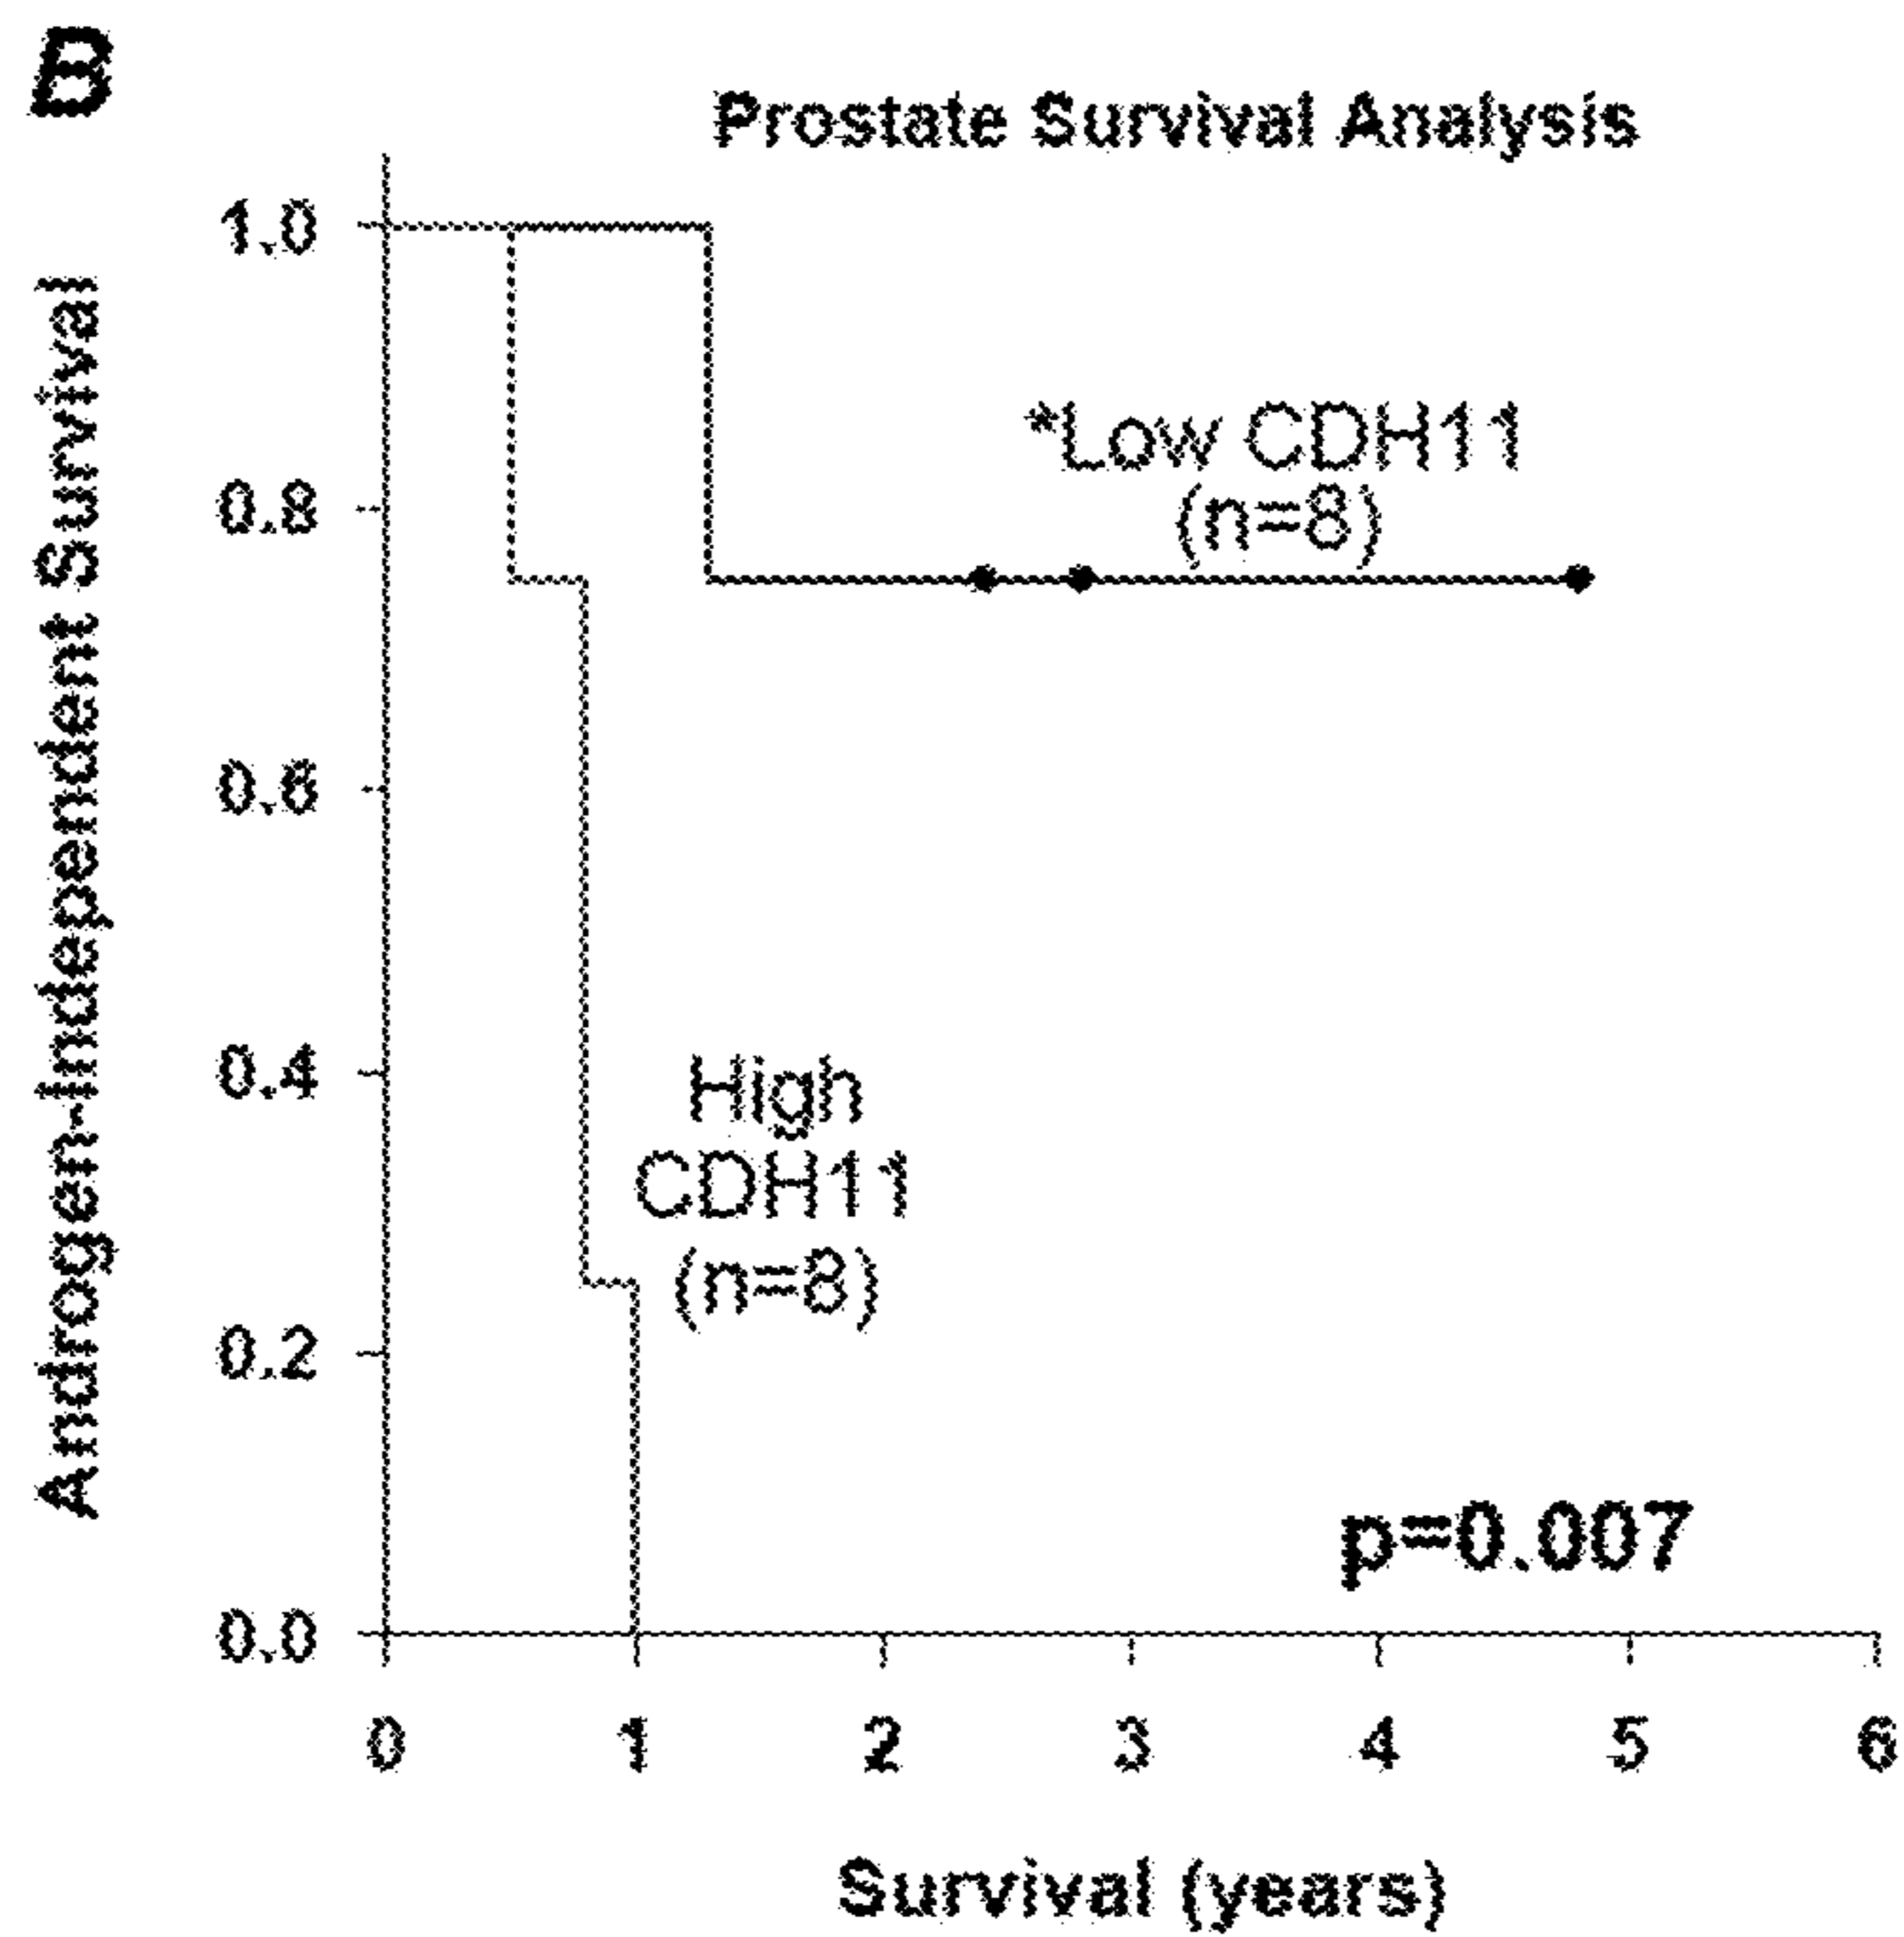 Prostate Survival Analysis
Androgen-Independent Survival
1.0
0.8
0.6
0.4
0.2
0.0
*Low CDH11
(n=8)
High
CDH11
(n=8)
p=0.007
0 1 2 3 4 5 6
Survival (years)